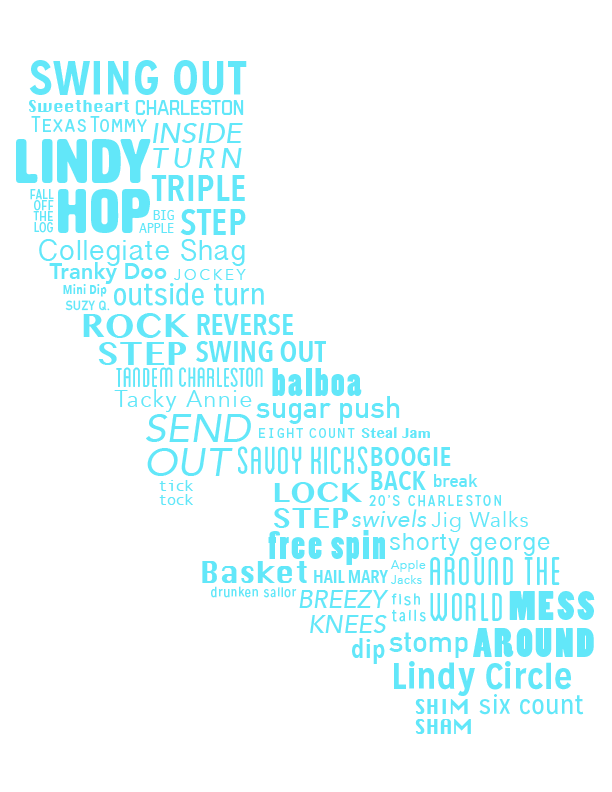 SWING OUT
Sweetheart CHARLESTON
TEXAS TOMMY
INSIDE
TURN
LINDY
HOP
TRIPLE
STEP
FALL
OFF
THE
LOG
BIG
APPLE
Collegiate Shag
Tranky Doo JOCKEY
Mini Dip
SUZY Q.
outside turn
ROCK
STEP
REVERSE
SWING OUT
TANDEM CHARLESTON
balboa
Tacky Annie
sugar push
SEND
OUT
EIGHT COUNT Steal Jam
SAVOY KICKS
BOOGIE
BACK
break
tick
tock
LOCK
STEP
20'S CHARLESTON
swivels Jig Walks
free spin shorty george
Basket HAIL MARY
Apple
Jacks
AROUND THE
WORLD
drunken sailor
BREEZY
KNEES
fish
tails
MESS
AROUND
dip stomp
Lindy Circle
SHIM
SHAM
six count